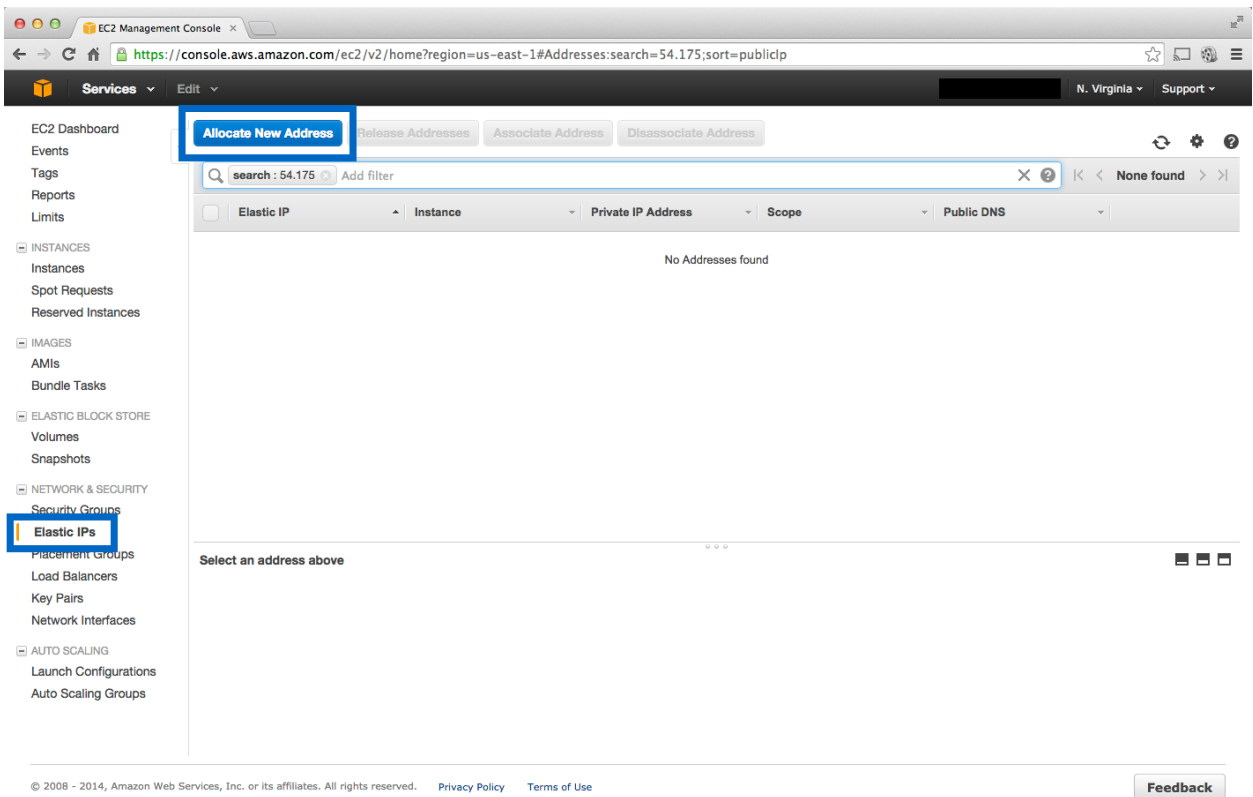 EC2 Management Console
https://console.aws.amazon.com/ec2/v2/home?region=us-east-1#Addresses:search=54.175;sort=publicIp
Services Edit N. Virginia Support
EC2 Dashboard
Events
Tags
Reports
Limits
INSTANCES
Instances
Spot Requests
Reserved Instances
IMAGES
AMIs
Bundle Tasks
ELASTIC BLOCK STORE
Volumes
Snapshots
NETWORK & SECURITY
Security Groups
Elastic IPs
Placement Groups
Load Balancers
Key Pairs
Network Interfaces
AUTO SCALING
Launch Configurations
Auto Scaling Groups
Allocate New Address Release Addresses Associate Address Disassociate Address
search : 54.175 Add filter None found
Elastic IP Instance Private IP Address Scope Public DNS
No Addresses found
Select an address above
© 2008 - 2014, Amazon Web Services, Inc. or its affiliates. All rights reserved. Privacy Policy Terms of Use Feedback